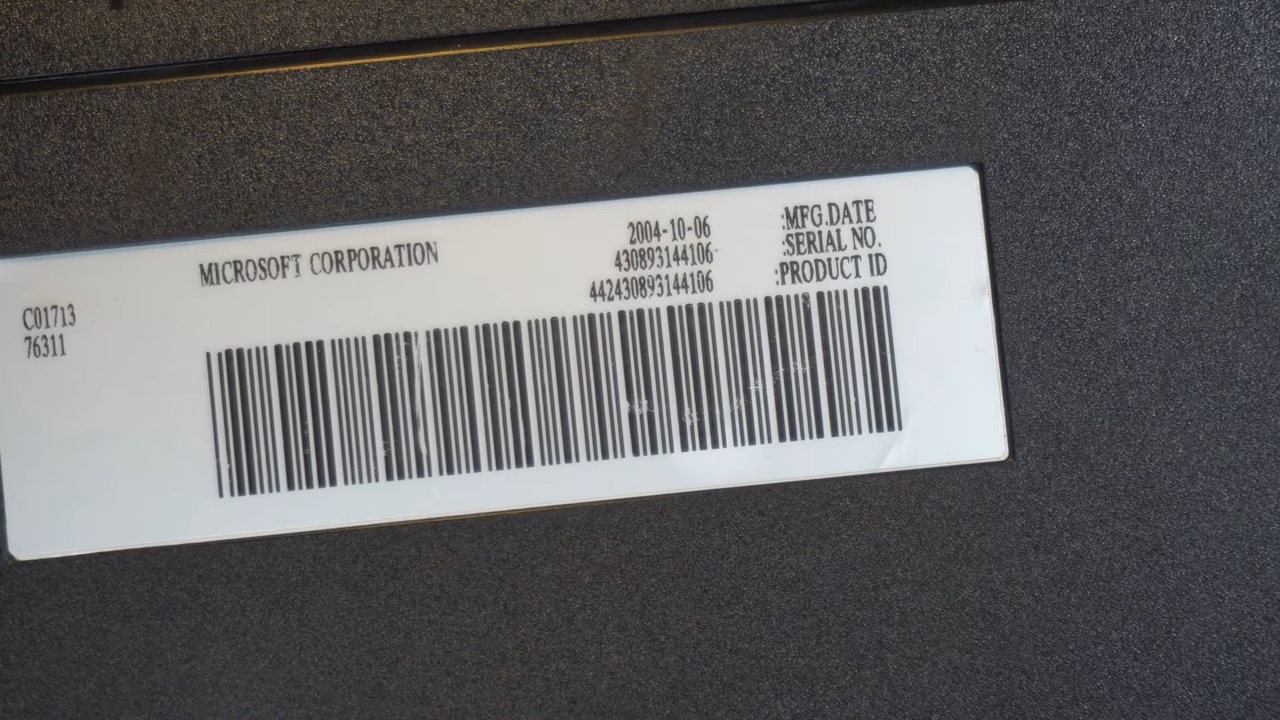 2004-10-06 :MFG.DATE
430893144106 :SERIAL NO.
442430893144106 :PRODUCT ID
MICROSOFT CORPORATION
C01713
76311